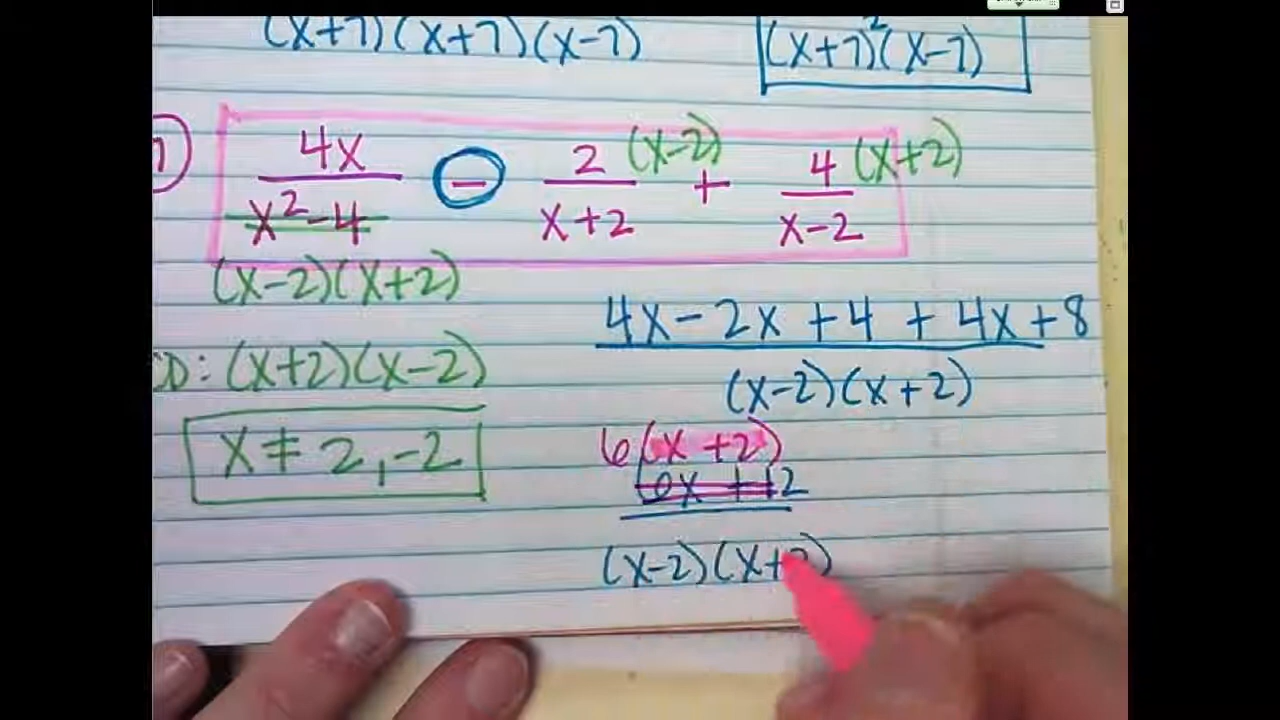 (x+7)(x+7)(x-7) (x+7)²(x-7)
4x/x²-4 - 2(x-2)/x+2 + 4(x+2)/x-2
(x-2)(x+2)
4x - 2x + 4 + 4x + 8
D: (x+2)(x-2) (x-2)(x+2)
x ≠ 2, -2 6(x+2)
6x + 12
(x-2)(x+2)